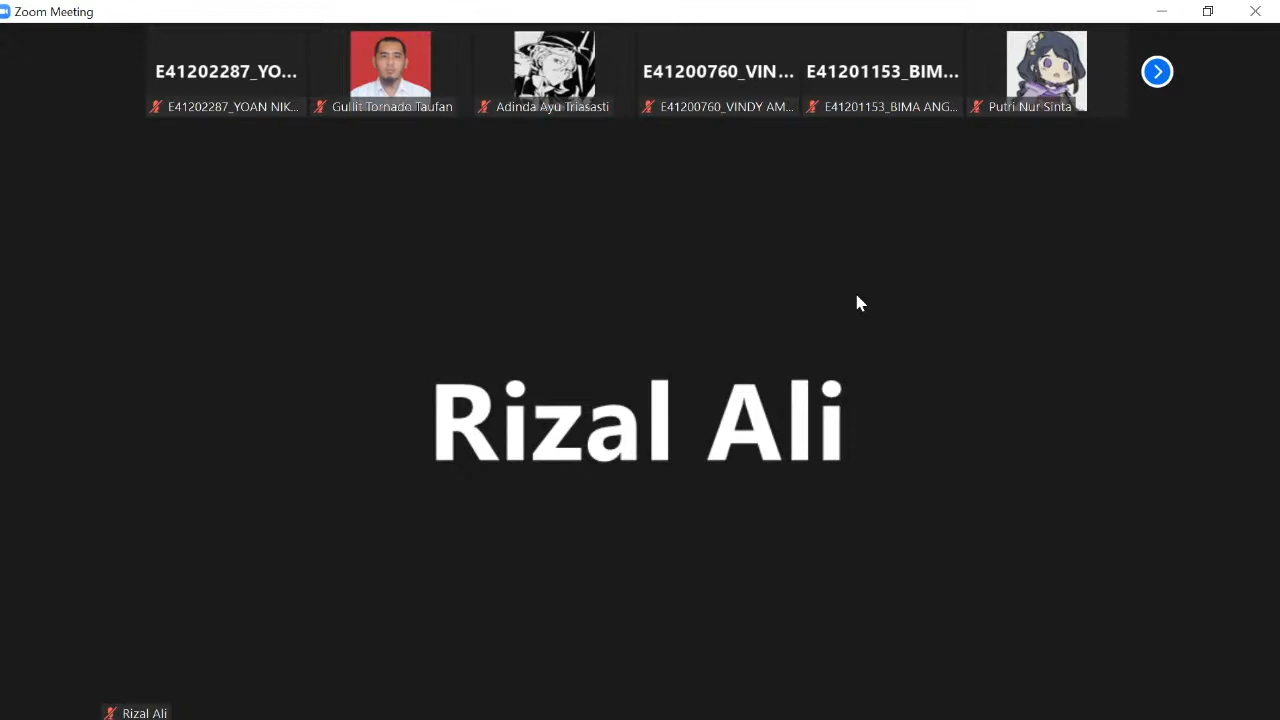 Zoom Meeting
E41202287_YO...
E41202287_YOAN NIK...
Gullit Tornado Taufan
Adinda Ayu Triasasti
E41200760_VIN...
E41200760_VINDY AM...
E41201153_BIM...
E41201153_BIMA ANG...
Putri Nur Sinta
Rizal Ali
Rizal Ali